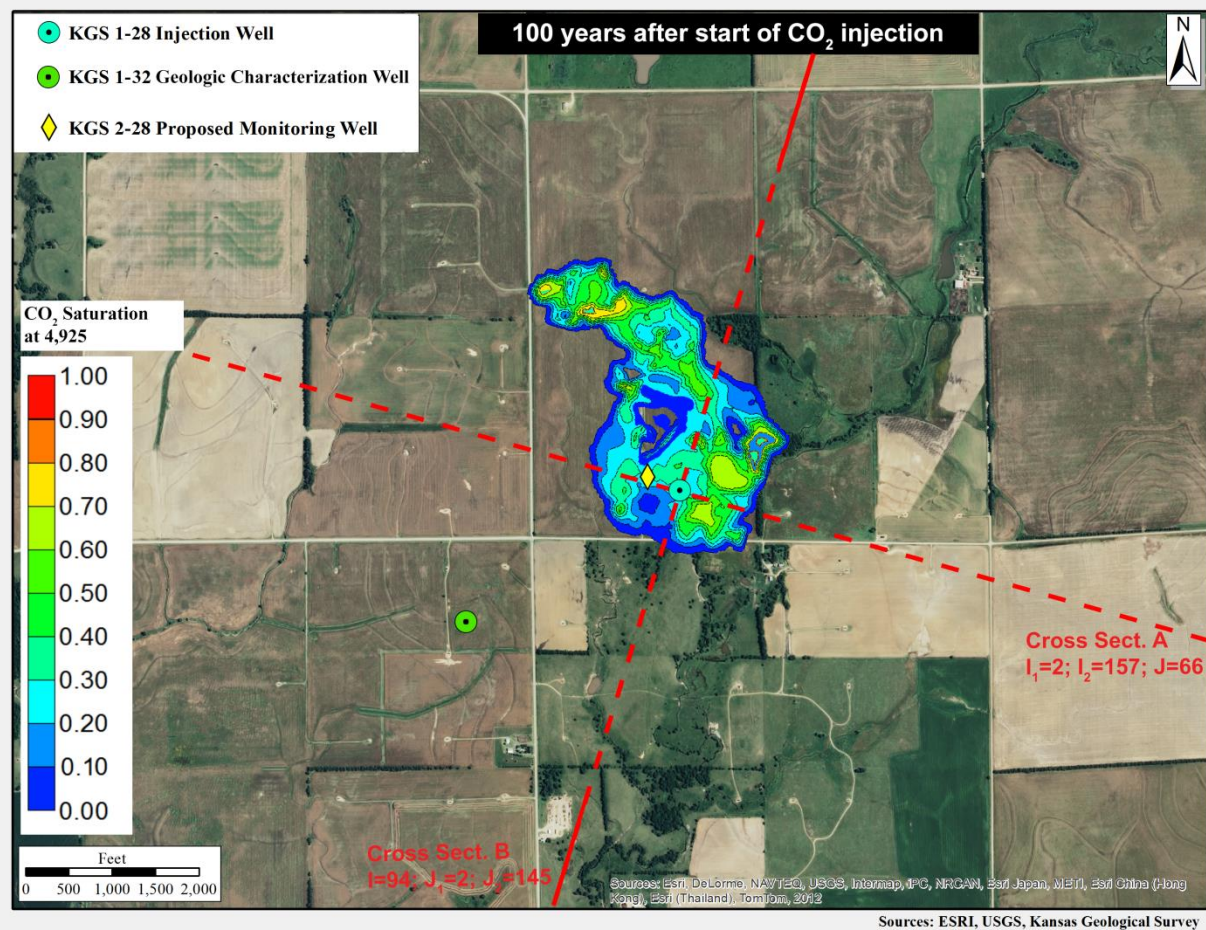 100 years after start of CO₂ injection
N
KGS 1-28 Injection Well
KGS 1-32 Geologic Characterization Well
KGS 2-28 Proposed Monitoring Well
CO₂ Saturation
at 4,925
1.00
0.90
0.80
0.70
0.60
0.50
0.40
0.30
0.20
0.10
0.00
Cross Sect. A
I₁=2; I₂=157; J=66
Cross Sect. B
I=94; J₁=2; J₂=145
Feet
0 500 1,000 1,500 2,000
Sources: Esri, DeLorme, NAVTEQ, USGS, Intermap, iPC, NRCAN, Esri Japan, METI, Esri China (Hong
Kong), Esri (Thailand), TomTom, 2012
Sources: ESRI, USGS, Kansas Geological Survey